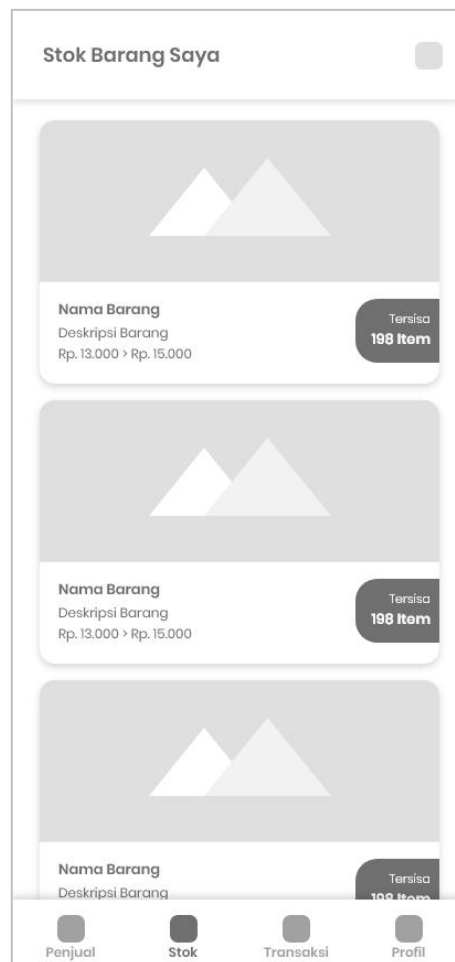 Stok Barang Saya
Nama Barang
Deskripsi Barang
Rp. 13.000 > Rp. 15.000
Tersisa
198 Item
Nama Barang
Deskripsi Barang
Rp. 13.000 > Rp. 15.000
Tersisa
198 Item
Nama Barang
Deskripsi Barang
Tersisa
198 Item
Penjual
Stok
Transaksi
Profil